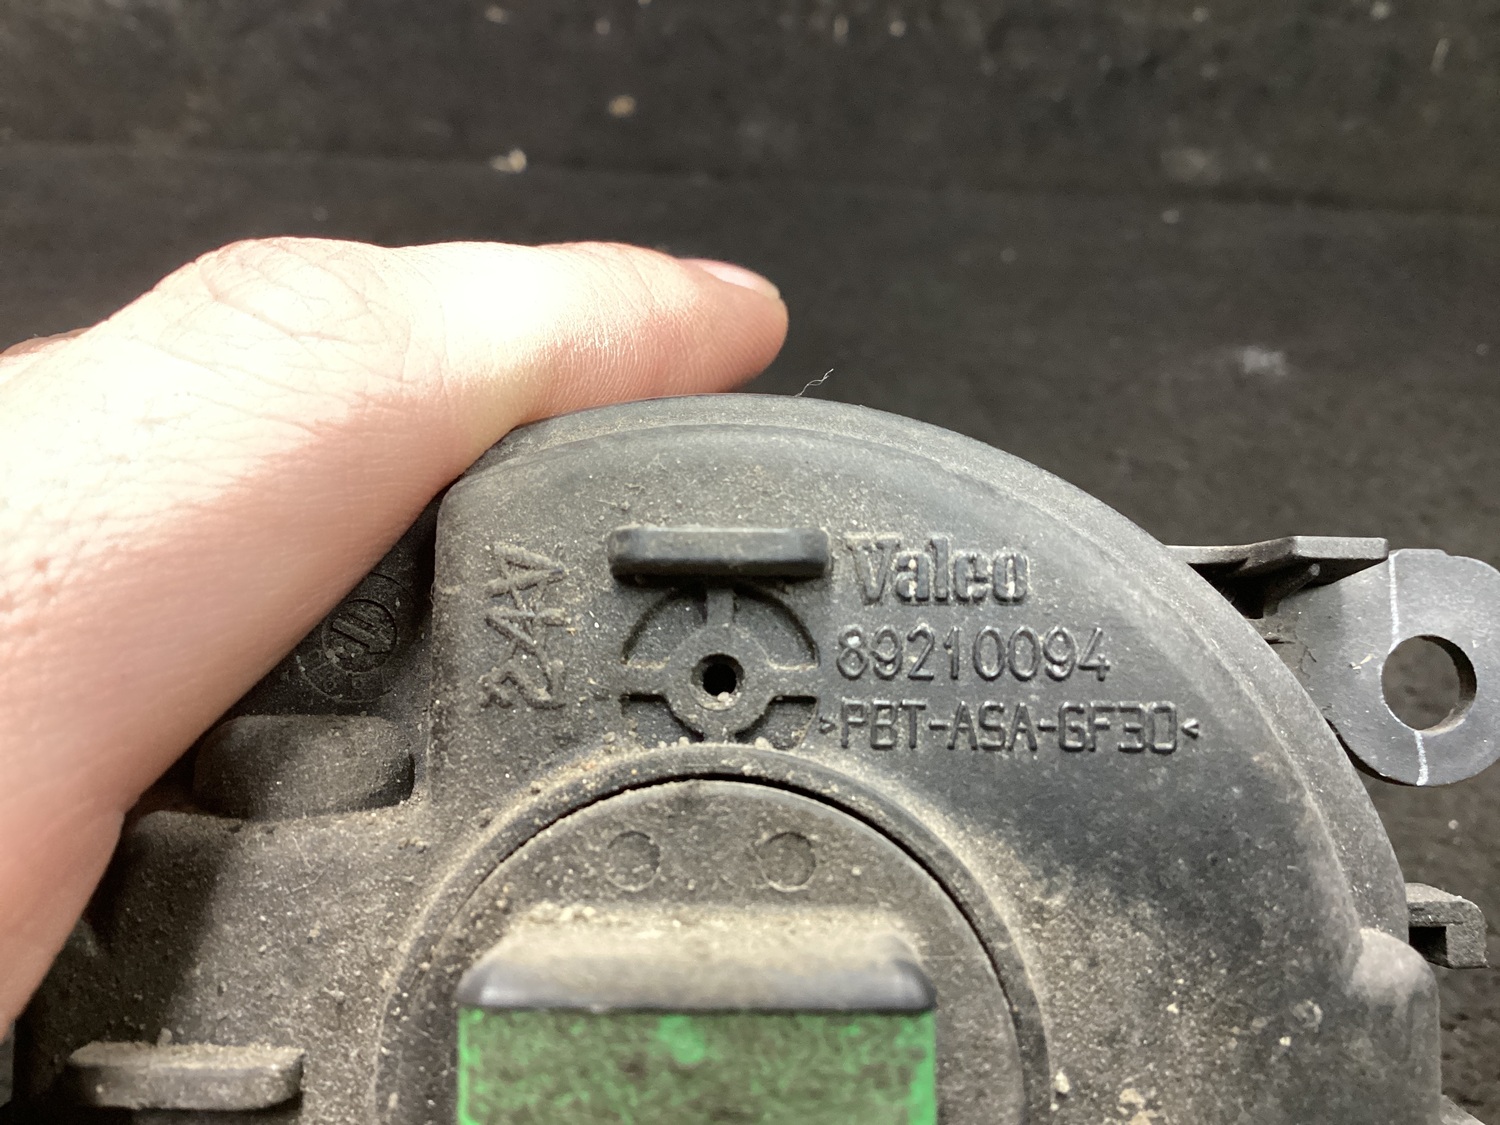 Valeo
89210094
>PBT-ASA-GF30<